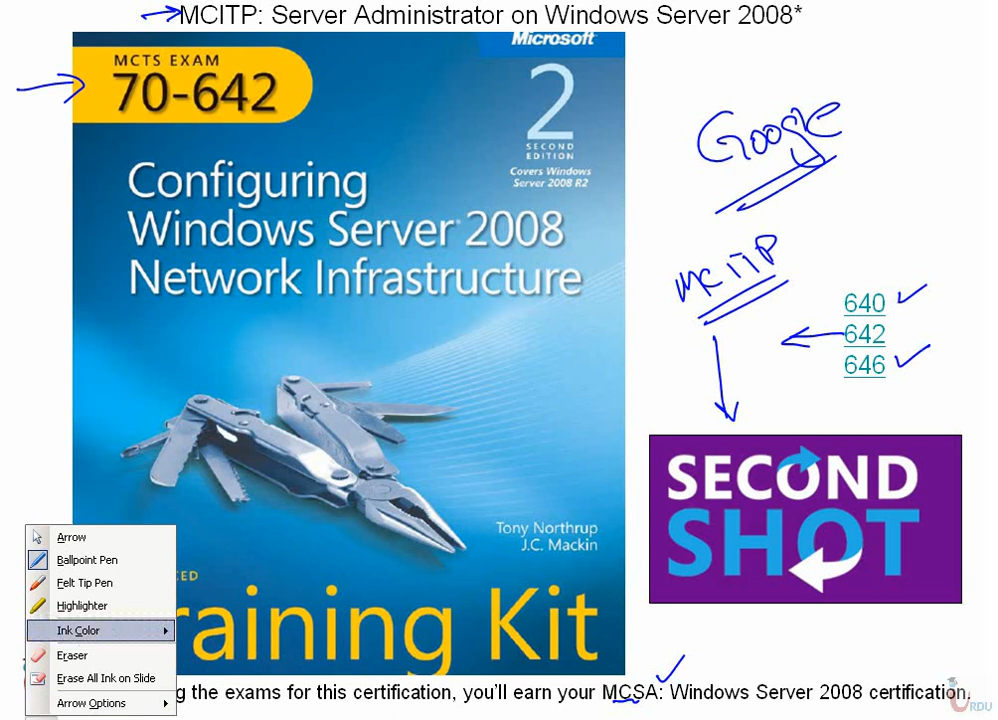 MCITP: Server Administrator on Windows Server 2008*
Microsoft
MCTS EXAM
70-642
2
SECOND
EDITION
Covers Windows
Server 2008 R2
Configuring
Windows Server 2008
Network Infrastructure
Google
MCITP
640
642
646
SECOND
SHOT
Tony Northrup
J.C. Mackin
Arrow
Ballpoint Pen
Felt Tip Pen
Highlighter
Ink Color
Eraser
Erase All Ink on Slide
Arrow Options
ED
raining Kit
g the exams for this certification, you'll earn your MCSA: Windows Server 2008 certification.
URDU